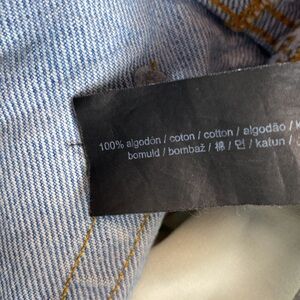 100% algodón / coton / cotton / algodão /
bomuld / bombaž / 棉 / 면 / katun /